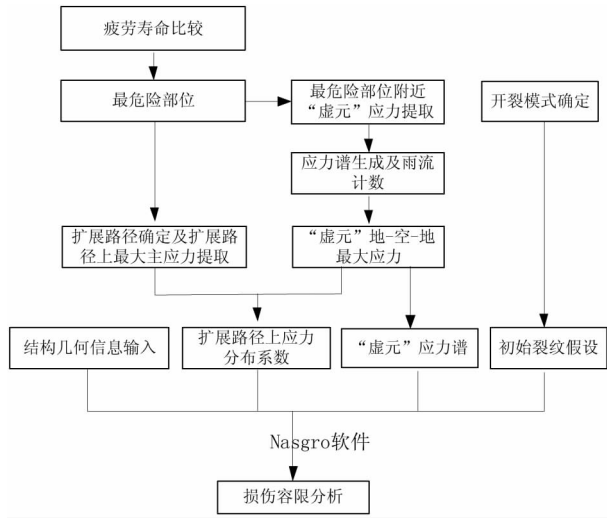 疲劳寿命比较
最危险部位
最危险部位附近
“虚元”应力提取
开裂模式确定
应力谱生成及雨流
计数
扩展路径确定及扩展路
径上最大主应力提取
“虚元”地-空-地
最大应力
结构几何信息输入
扩展路径上应力
分布系数
“虚元”应力谱
初始裂纹假设
Nasgro软件
损伤容限分析